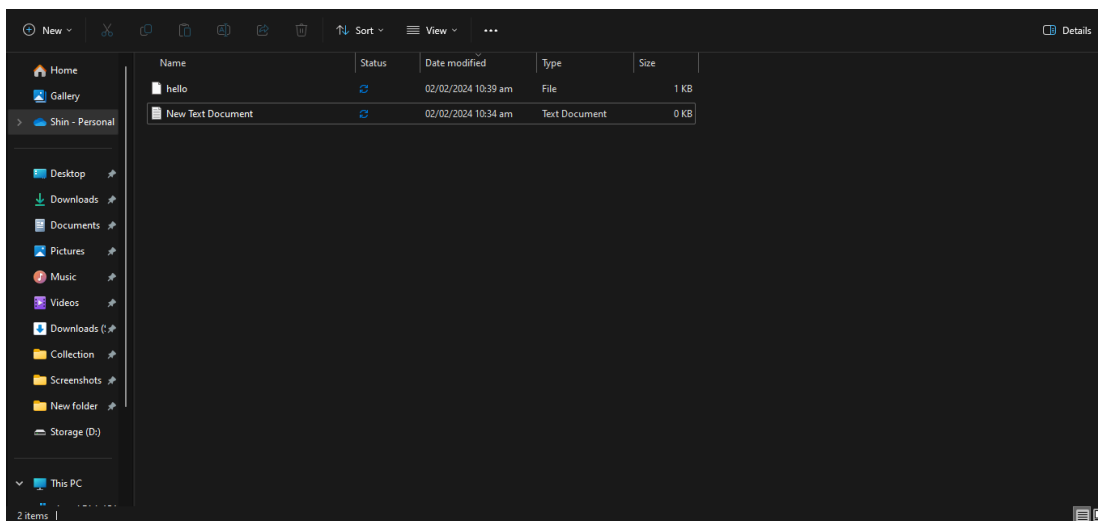 New
Sort
View
Details
Name Status Date modified Type Size
hello 02/02/2024 10:39 am File 1 KB
New Text Document 02/02/2024 10:34 am Text Document 0 KB
Home
Gallery
Shin - Personal
Desktop
Downloads
Documents
Pictures
Music
Videos
Downloads (
Collection
Screenshots
New folder
Storage (D:)
This PC
2 items